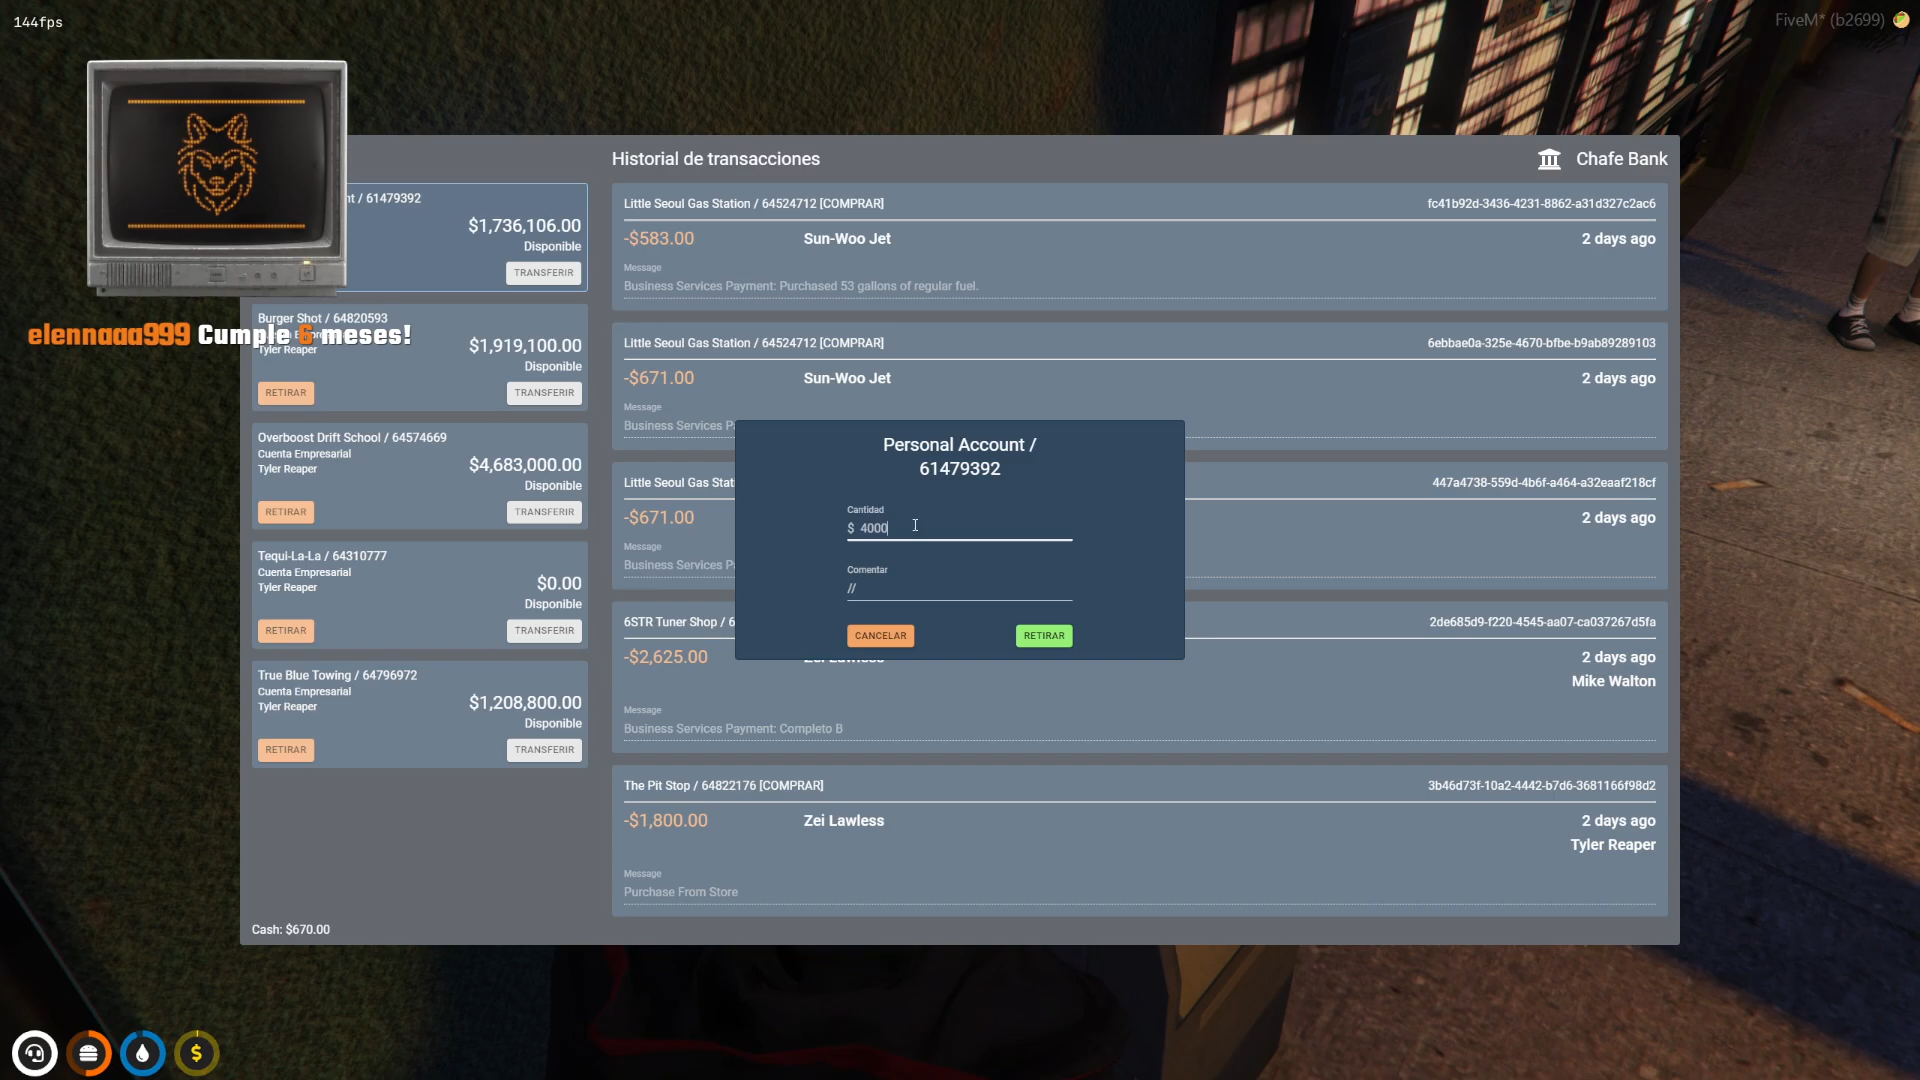 144fps
FiveM* (b2699)
Historial de transacciones
Chafe Bank
nt / 61479392
$1,736,106.00
Disponible
TRANSFERIR
elennaaa999 Cumple 6 meses!
Burger Shot / 64820593
Tyler Reaper
$1,919,100.00
Disponible
RETIRAR
TRANSFERIR
Overboost Drift School / 64574669
Cuenta Empresarial
Tyler Reaper
$4,683,000.00
Disponible
RETIRAR
TRANSFERIR
Tequi-La-La / 64310777
Cuenta Empresarial
Tyler Reaper
$0.00
Disponible
RETIRAR
TRANSFERIR
True Blue Towing / 64796972
Cuenta Empresarial
Tyler Reaper
$1,208,800.00
Disponible
RETIRAR
TRANSFERIR
Cash: $670.00
Little Seoul Gas Station / 64524712 [COMPRAR]
fc41b92d-3436-4231-8862-a31d327c2ac6
-$583.00
Sun-Woo Jet
2 days ago
Message
Business Services Payment: Purchased 53 gallons of regular fuel.
Little Seoul Gas Station / 64524712 [COMPRAR]
6ebbae0a-325e-4670-bfbe-b9ab89289103
-$671.00
Sun-Woo Jet
2 days ago
Message
Business Services P
Little Seoul Gas Stat
447a4738-559d-4b6f-a464-a32eaaf218cf
-$671.00
2 days ago
Message
Business Services P
6STR Tuner Shop / 6
2de685d9-f220-4545-aa07-ca037267d5fa
-$2,625.00
Zei Lawless
2 days ago
Mike Walton
Message
Business Services Payment: Completo B
The Pit Stop / 64822176 [COMPRAR]
3b46d73f-10a2-4442-b7d6-3681166f98d2
-$1,800.00
Zei Lawless
2 days ago
Tyler Reaper
Message
Purchase From Store
Personal Account /
61479392
Cantidad
$ 4000
Comentar
//
CANCELAR
RETIRAR